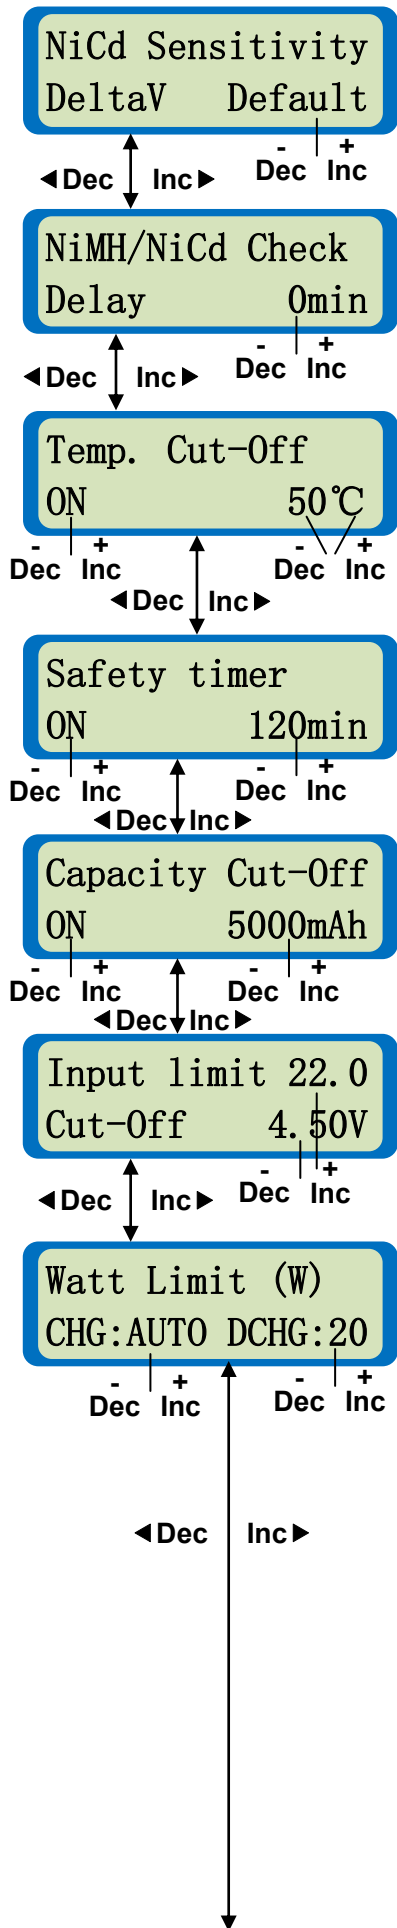 NiCd Sensitivity
DeltaV Default
- +
Dec Inc
◄Dec Inc►
NiMH/NiCd Check
Delay 0min
- +
Dec Inc
◄Dec Inc►
Temp. Cut-Off
ON 50℃
- + - +
Dec Inc Dec Inc
◄Dec Inc►
Safety timer
ON 120min
- + - +
Dec Inc Dec Inc
◄Dec Inc►
Capacity Cut-Off
ON 5000mAh
- + - +
Dec Inc Dec Inc
◄Dec Inc►
Input limit 22.0
Cut-Off 4.50V
- +
Dec Inc
◄Dec Inc►
Watt Limit (W)
CHG:AUTO DCHG:20
- + - +
Dec Inc Dec Inc
◄Dec Inc►